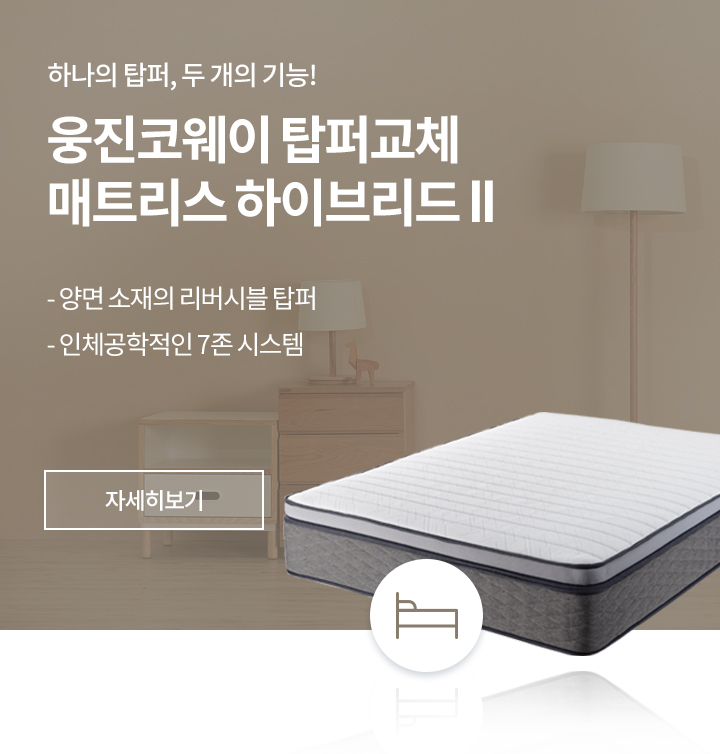 하나의 탑퍼, 두 개의 기능!
웅진코웨이 탑퍼교체
매트리스 하이브리드 II
- 양면 소재의 리버시블 탑퍼
- 인체공학적인 7존 시스템
자세히보기